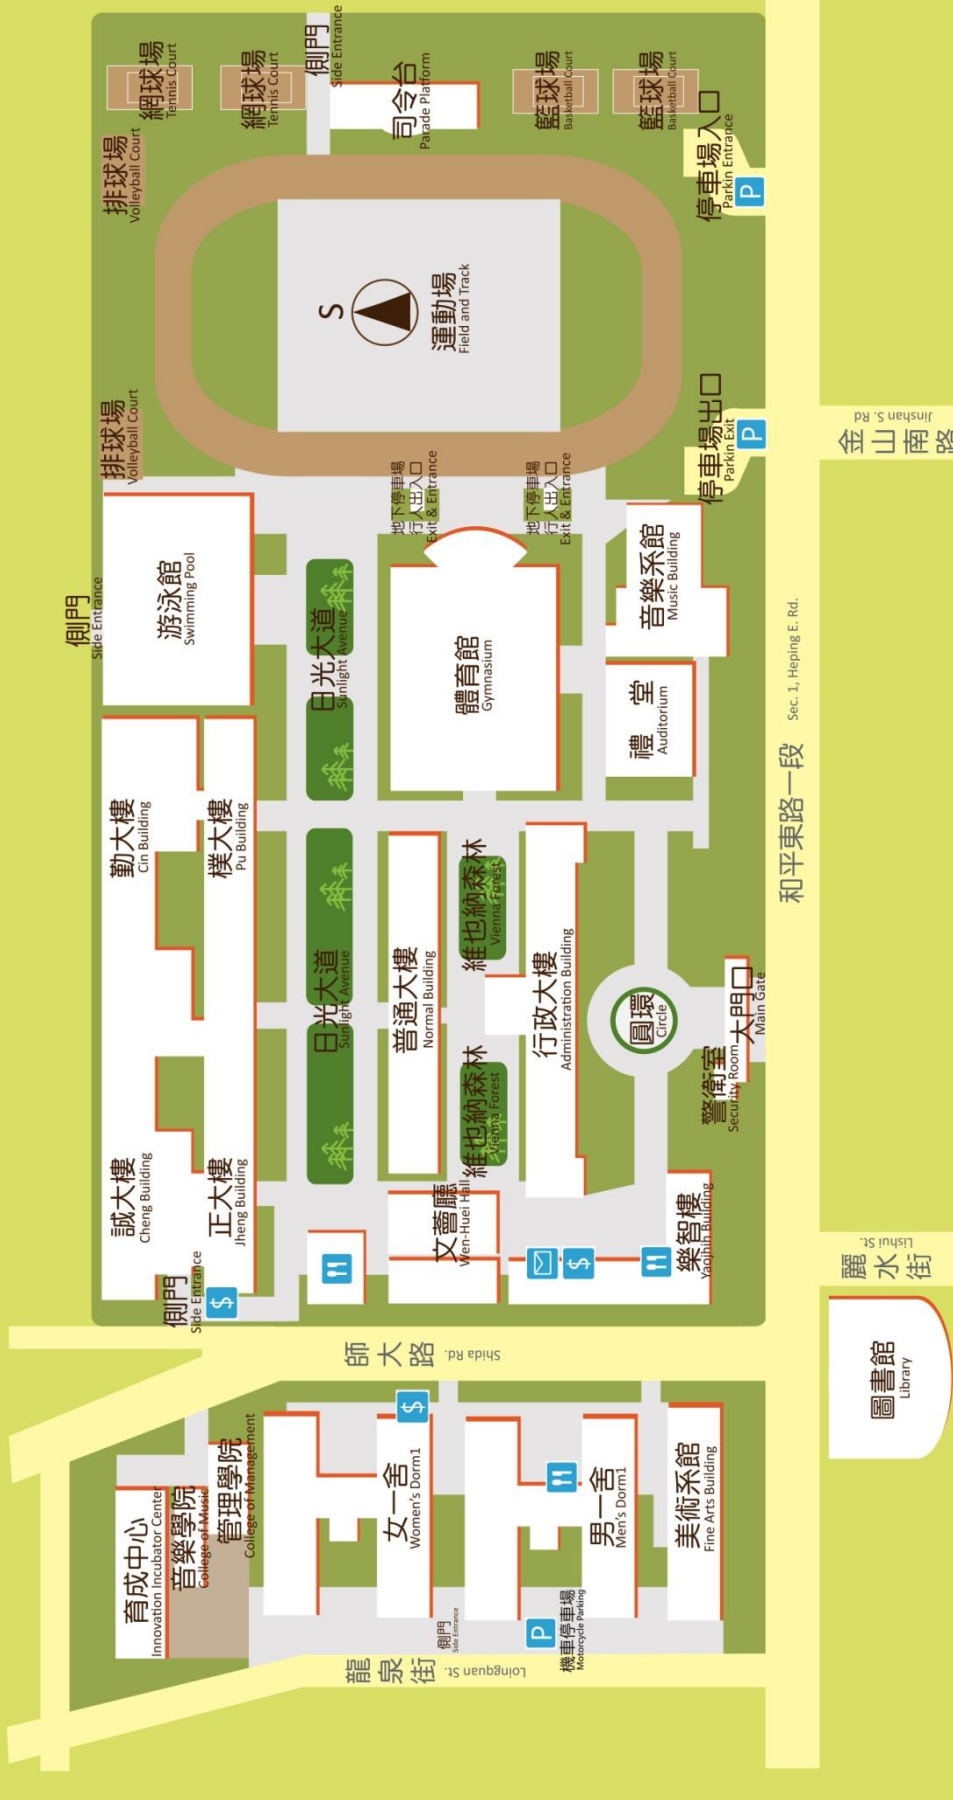 側門
Side Entrance
育成中心
Innovation Incubator Center
音樂學院
College of Music
管理學院
College of Management
側門
Side Entrance
誠大樓
Cheng Building
正大樓
Jheng Building
勤大樓
Cin Building
樸大樓
Pu Building
游泳館
Swimming Pool
排球場
Volleyball Court
排球場
Volleyball Court
網球場
Tennis Court
網球場
Tennis Court
側門
Side Entrance
日光大道
Sunlight Avenue
日光大道
Sunlight Avenue
S
運動場
Field and Track
司令台
Parade Platform
龍泉街
Loingquan St.
師大路
Shida Rd.
女一舍
Women's Dorm1
$
$
側門
Side Entrance
文薈廳
Wen-Huei Hall
普通大樓
Normal Building
維也納森林
Vienna Forest
維也納森林
Vienna Forest
體育館
Gymnasium
地下停車場
行人出入口
Exit & Entrance
地下停車場
行人出入口
Exit & Entrance
籃球場
Basketball Court
籃球場
Basketball Court
P
機車停車場
Motorcycle Parking
男一舍
Men's Dorm1
$
行政大樓
Administration Building
圓環
Circle
禮 堂
Auditorium
音樂系館
Music Building
美術系館
Fine Arts Building
樂智樓
Yaojhih Building
警衛室
Security Room
大門口
Main Gate
停車場出口
Parkin Exit
P
停車場入口
Parkin Entrance
P
和平東路一段 Sec. 1, Heping E. Rd.
圖書館
Library
麗水街
Lishui St.
金山南路
Jinshan S. Rd